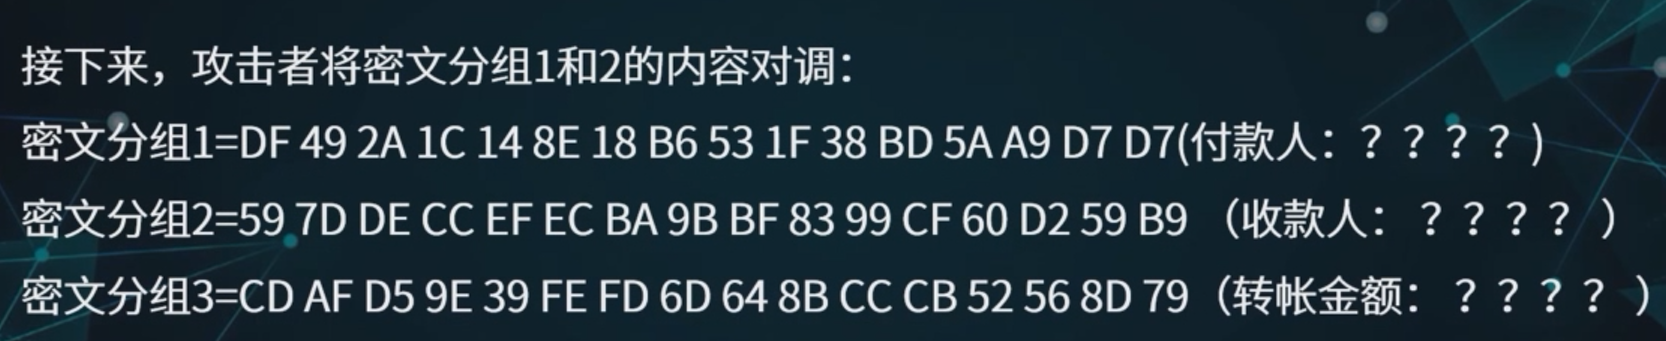 接下来，攻击者将密文分组1和2的内容对调：
密文分组1=DF 49 2A 1C 14 8E 18 B6 53 1F 38 BD 5A A9 D7 D7(付款人：？？？？)
密文分组2=59 7D DE CC EF EC BA 9B BF 83 99 CF 60 D2 59 B9 （收款人：？？？？）
密文分组3=CD AF D5 9E 39 FE FD 6D 64 8B CC CB 52 56 8D 79（转帐金额：？？？？）